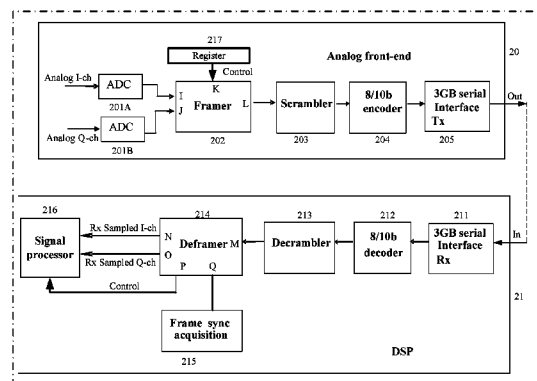 217
Register
Analog front-end
20
Control
Analog I-ch
ADC
201A
I
K
J
Framer
L
202
Scrambler
203
8/10b
encoder
204
3GB serial
Interface
Tx
205
Out
Analog Q-ch
ADC
201B
216
Signal
processor
Rx Sampled I-ch
Rx Sampled Q-ch
Control
214
N
O
Deframer
M
P
Q
213
Decrambler
212
8/10b
decoder
211
3GB serial
Interface
Rx
In
21
Frame sync
acquisition
215
DSP